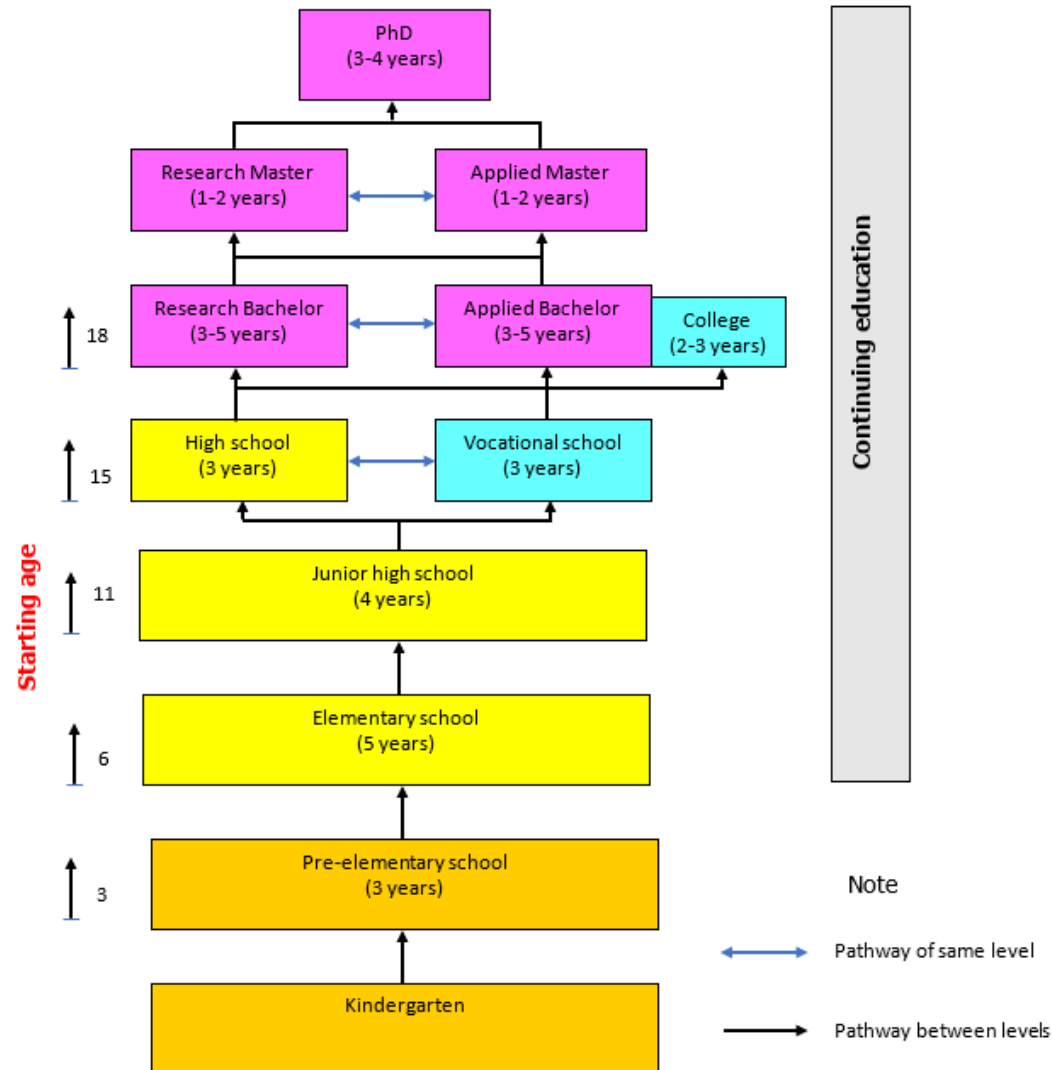 PhD
(3-4 years)
Research Master
(1-2 years)
Applied Master
(1-2 years)
Research Bachelor
(3-5 years)
Applied Bachelor
(3-5 years)
College
(2-3 years)
18
High school
(3 years)
Vocational school
(3 years)
15
Junior high school
(4 years)
11
Starting age
Elementary school
(5 years)
6
Pre-elementary school
(3 years)
3
Kindergarten
Continuing education
Note
Pathway of same level
Pathway between levels